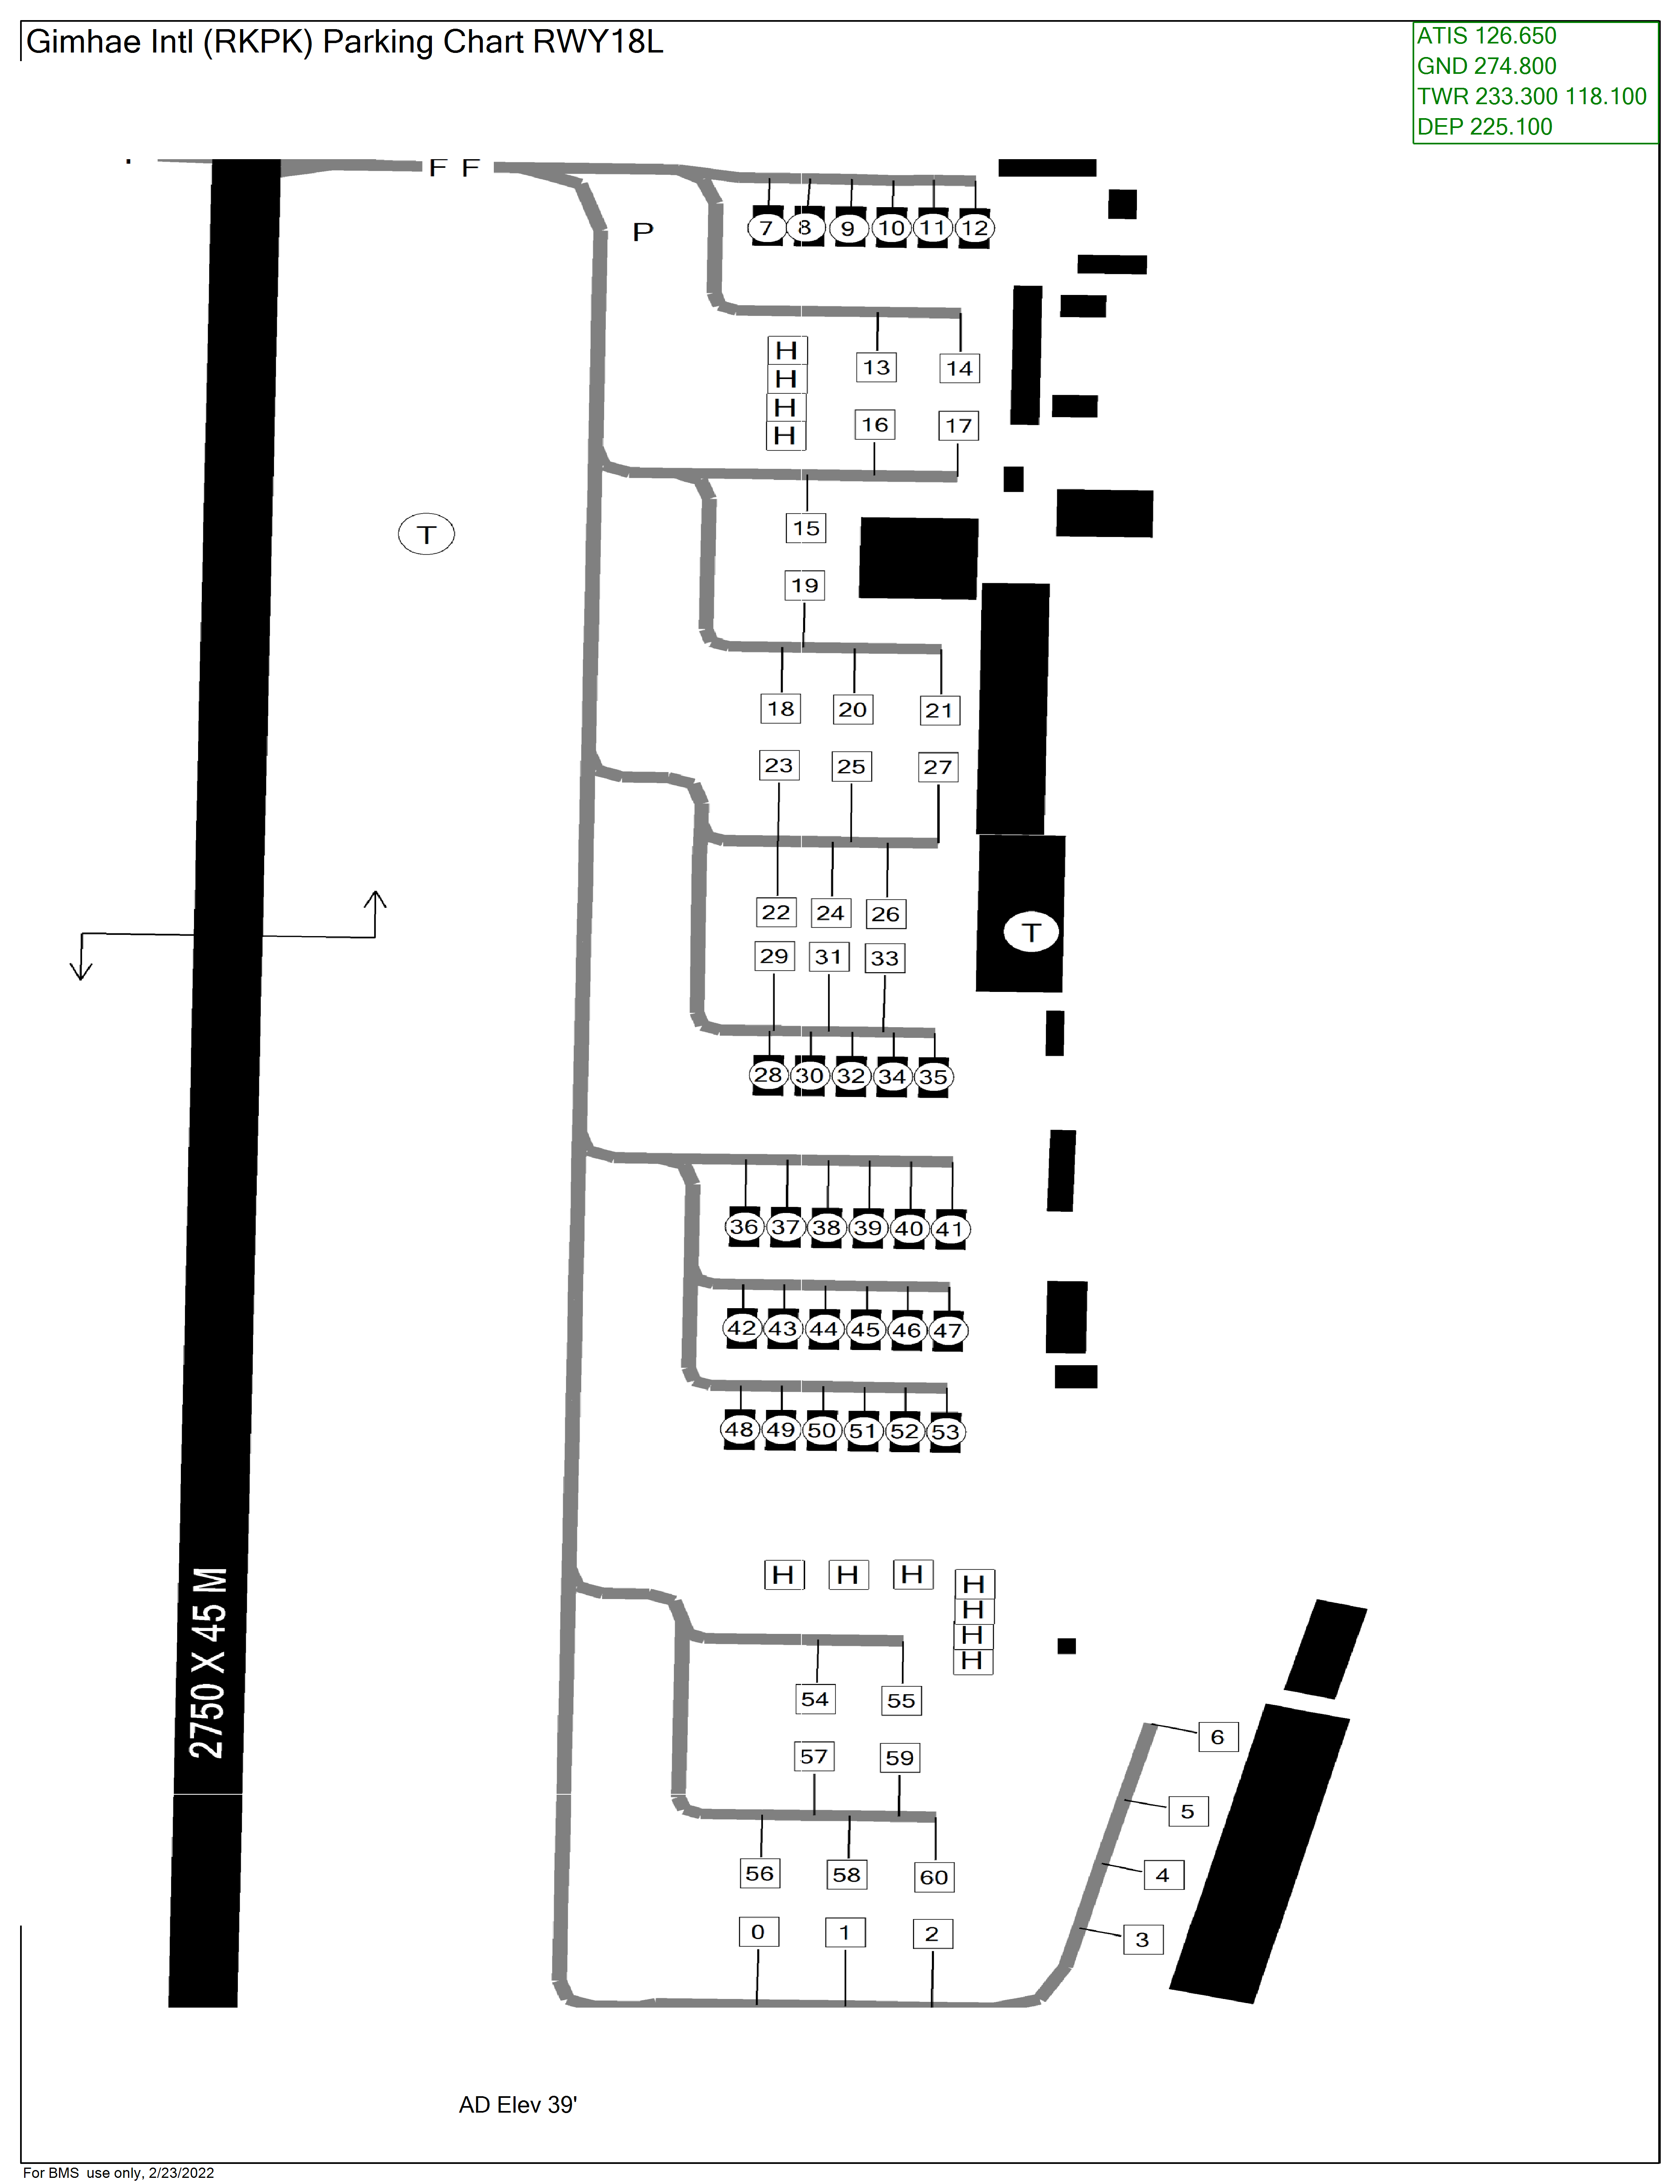 Gimhae Intl (RKPK) Parking Chart RWY18L
ATIS 126.650
GND 274.800
TWR 233.300 118.100
DEP 225.100
F F
P
7 8 9 10 11 12
H
13 14
H
H
16 17
H
T
15
19
18 20 21
23 25 27
22 24 26
T
29 31 33
28 30 32 34 35
36 37 38 39 40 41
42 43 44 45 46 47
48 49 50 51 52 53
H H H H
H
H
H
2750 X 45 M
54 55
6
57 59
5
56 58 60
4
0 1 2
3
AD Elev 39'
For BMS use only, 2/23/2022